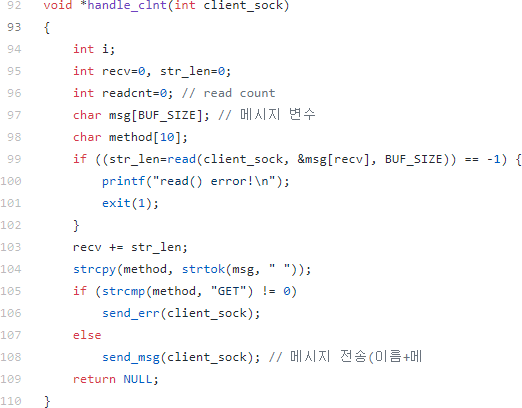 92 void *handle_clnt(int client_sock)
93 {
94 int i;
95 int recv=0, str_len=0;
96 int readcnt=0; // read count
97 char msg[BUF_SIZE]; // 메시지 변수
98 char method[10];
99 if ((str_len=read(client_sock, &msg[recv], BUF_SIZE)) == -1) {
100 printf("read() error!\n");
101 exit(1);
102 }
103 recv += str_len;
104 strcpy(method, strtok(msg, " "));
105 if (strcmp(method, "GET") != 0)
106 send_err(client_sock);
107 else
108 send_msg(client_sock); // 메시지 전송(이름+메
109 return NULL;
110 }